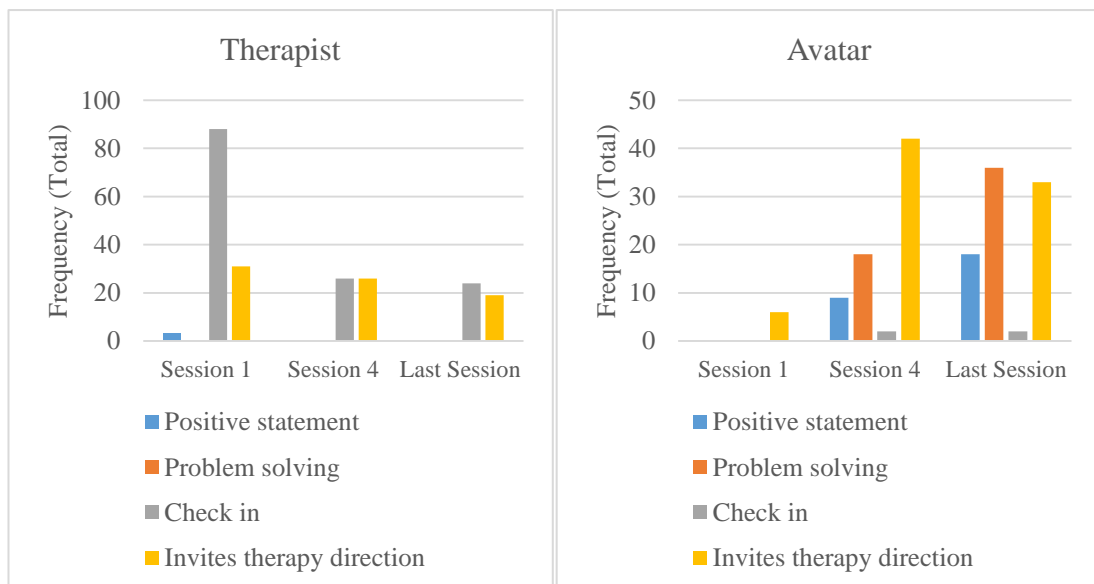 Therapist
Frequency (Total)
100
80
60
40
20
0
Session 1 Session 4 Last Session
Positive statement
Problem solving
Check in
Invites therapy direction
Avatar
Frequency (Total)
50
40
30
20
10
0
Session 1 Session 4 Last Session
Positive statement
Problem solving
Check in
Invites therapy direction